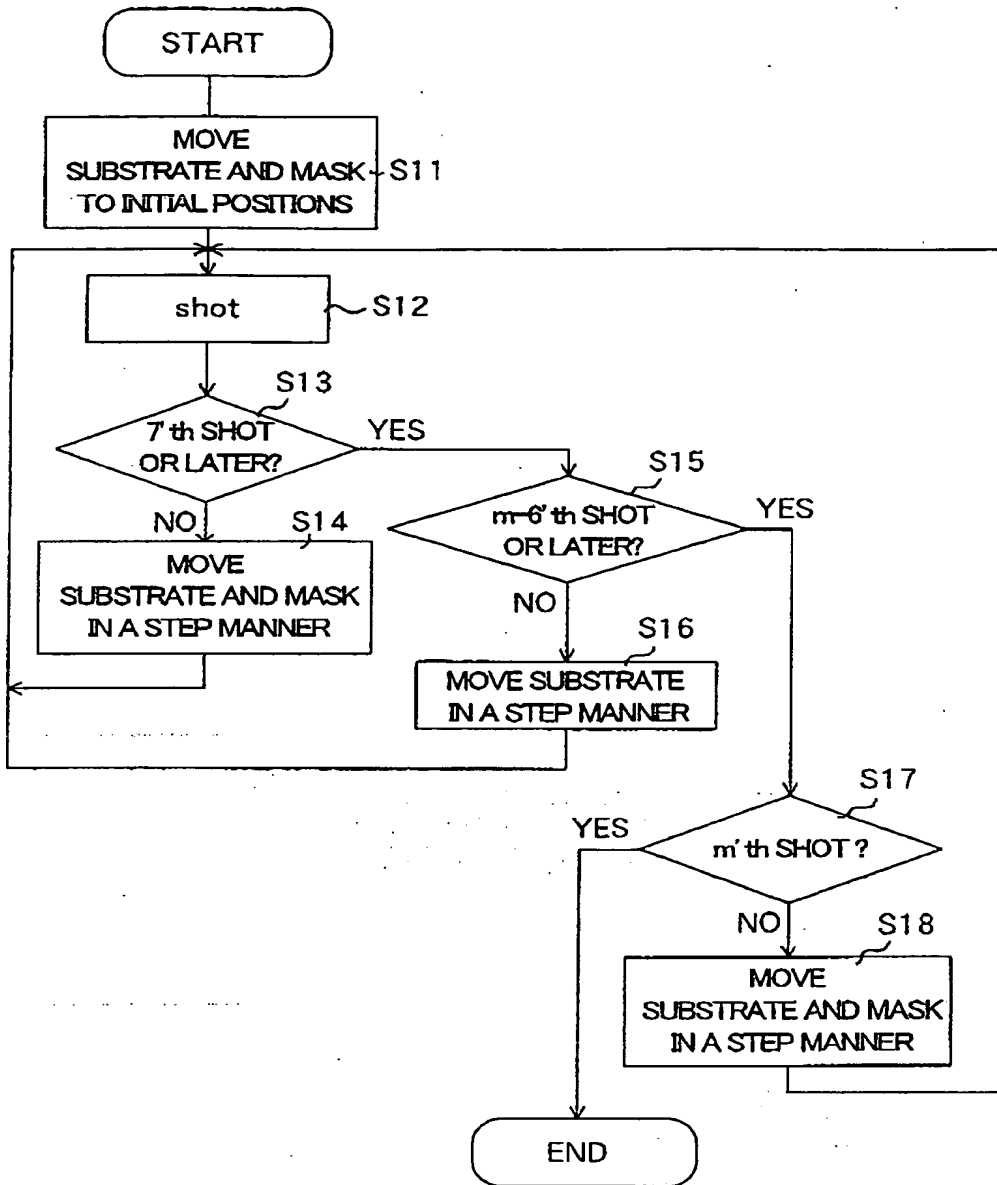 START
MOVE
SUBSTRATE AND MASK
TO INITIAL POSITIONS
S11
shot
S12
S13
7'th SHOT
OR LATER?
YES
NO
S14
MOVE
SUBSTRATE AND MASK
IN A STEP MANNER
S15
m-6'th SHOT
OR LATER?
YES
NO
S16
MOVE SUBSTRATE
IN A STEP MANNER
S17
YES
m'th SHOT ?
NO
S18
MOVE
SUBSTRATE AND MASK
IN A STEP MANNER
END